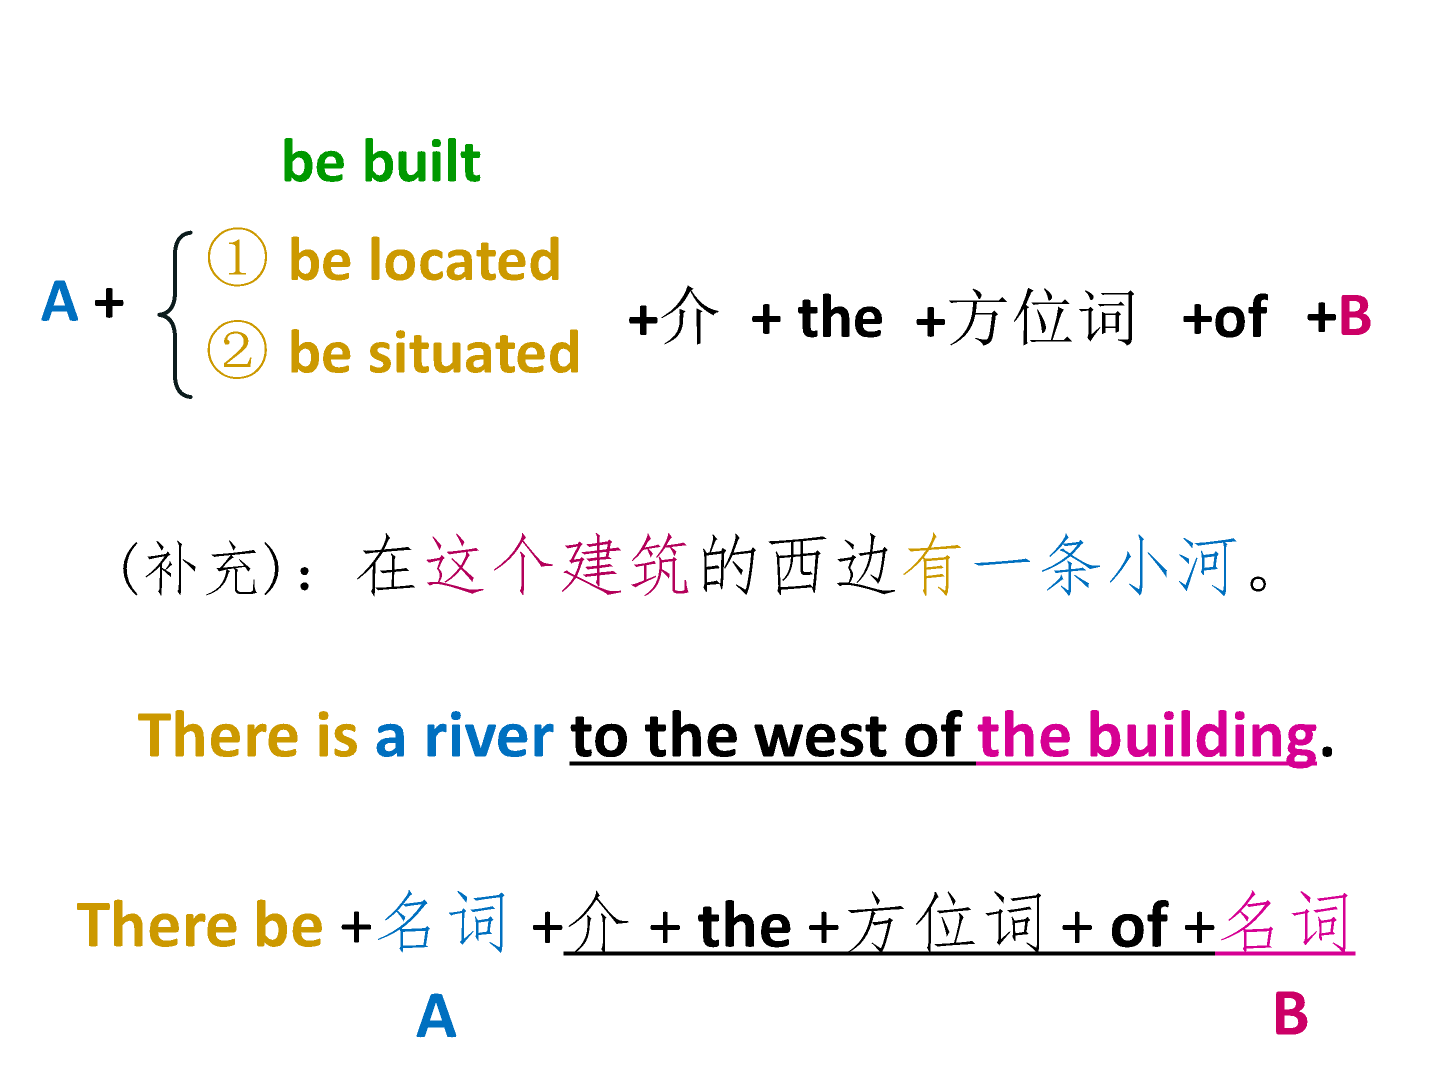 be built
① be located
A +
+介 + the +方位词 +of +B
② be situated
(补充)：在这个建筑的西边有一条小河。
There is a river to the west of the building.
There be +名词 +介 + the +方位词 + of +名词
A B